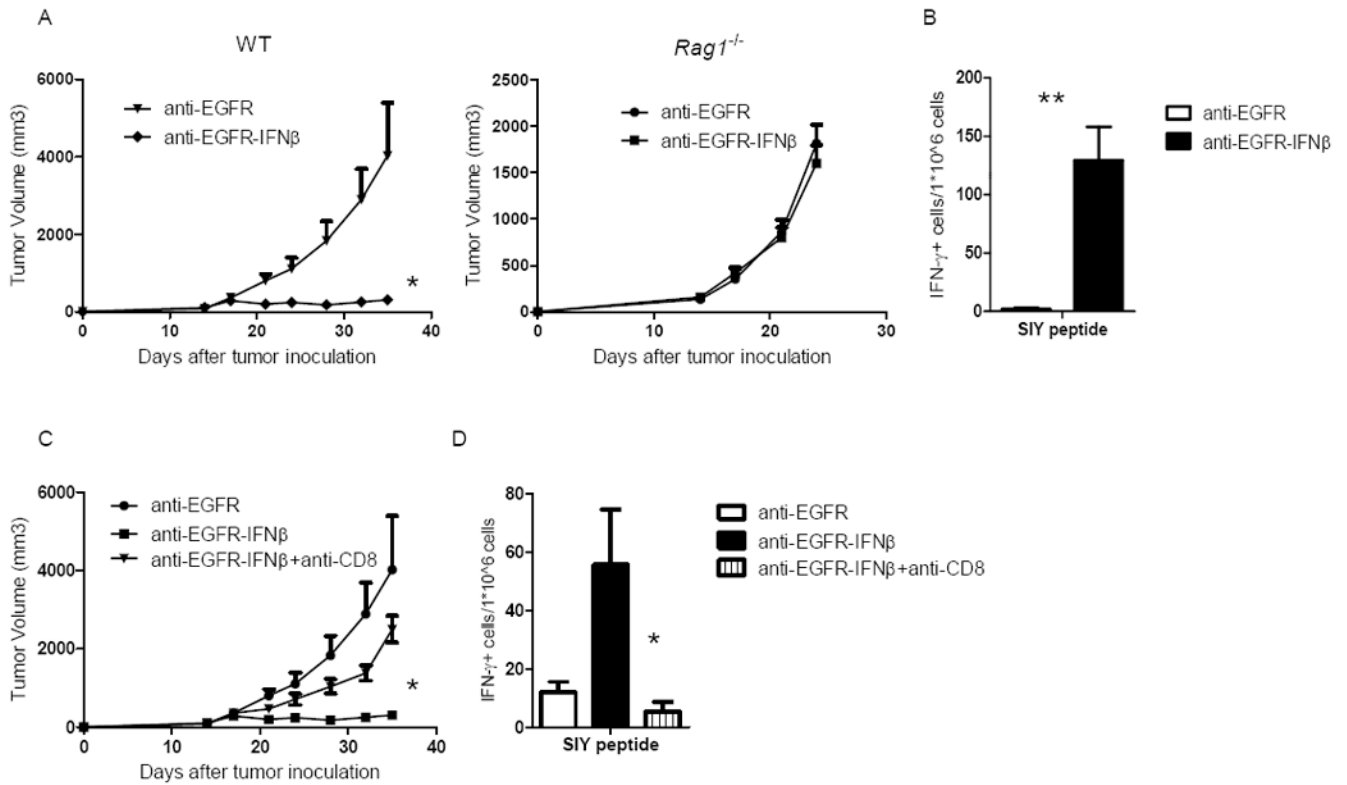 A
WT
Tumor Volume (mm3)
6000
4000
2000
0
0 10 20 30 40
Days after tumor inoculation
anti-EGFR
anti-EGFR-IFNβ
*
Rag1-/-
Tumor Volume (mm3)
2500
2000
1500
1000
500
0
0 10 20 30
Days after tumor inoculation
anti-EGFR
anti-EGFR-IFNβ
B
IFN-γ+ cells/1*10^6 cells
200
150
100
50
0
**
SIY peptide
anti-EGFR
anti-EGFR-IFNβ
C
Tumor Volume (mm3)
6000
4000
2000
0
0 10 20 30 40
Days after tumor inoculation
anti-EGFR
anti-EGFR-IFNβ
anti-EGFR-IFNβ+anti-CD8
*
D
IFN-γ+ cells/1*10^6 cells
80
60
40
20
0
*
SIY peptide
anti-EGFR
anti-EGFR-IFNβ
anti-EGFR-IFNβ+anti-CD8